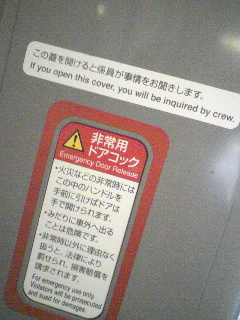 この蓋を開けると係員が事情をお聞きします。
If you open this cover, you will be inquired by crew.
非常用
ドアコック
Emergency Door Release
・火災などの非常時には
この中のハンドルを
手前に引けばドアは
手で開けられます。
・みだりに車外へ出る
ことは危険です。
・非常時以外に理由なく
扱うと、法律により
罰せられ、損害賠償を
請求されます。
For emergency use only.
Violators will be prosecuted
and sued for damages.